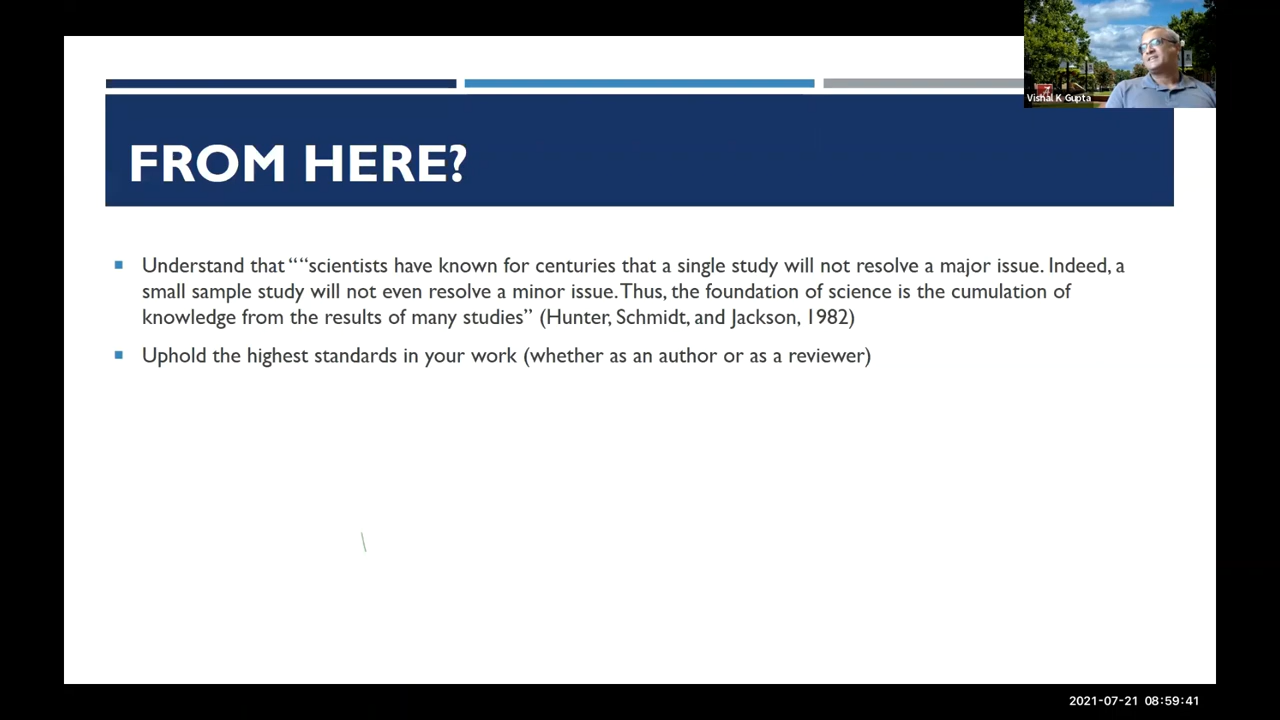 Vishal K Gupta
FROM HERE?
Understand that ““scientists have known for centuries that a single study will not resolve a major issue. Indeed, a
small sample study will not even resolve a minor issue. Thus, the foundation of science is the cumulation of
knowledge from the results of many studies” (Hunter, Schmidt, and Jackson, 1982)
Uphold the highest standards in your work (whether as an author or as a reviewer)
\
2021-07-21 08:59:41